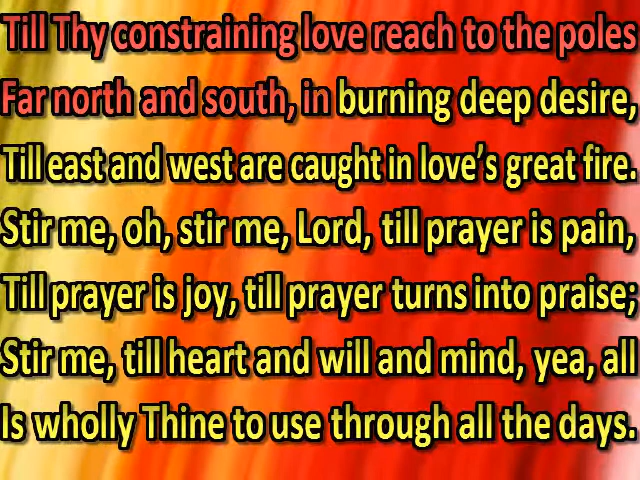 Till Thy constraining love reach to the poles
Far north and south, in burning deep desire,
Till east and west are caught in love's great fire.
Stir me, oh, stir me, Lord, till prayer is pain,
Till prayer is joy, till prayer turns into praise;
Stir me, till heart and will and mind, yea, all
Is wholly Thine to use through all the days.